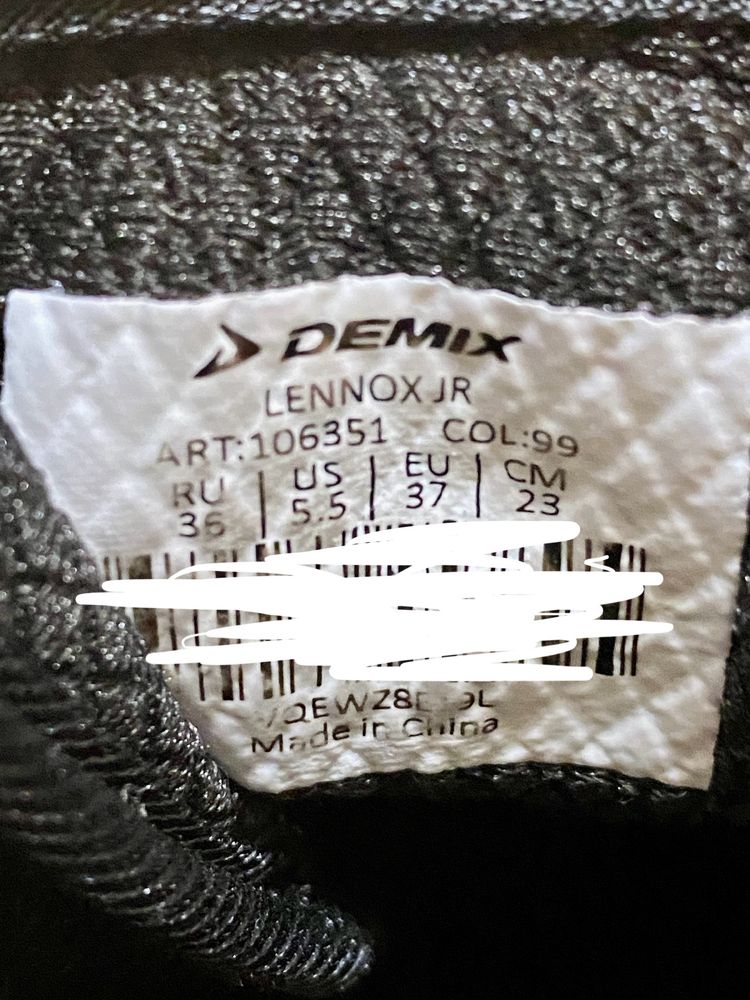 DEMIX
LENNOX JR
ART:106351 COL:99
RU US EU CM
36 5.5 37 23
Made in China